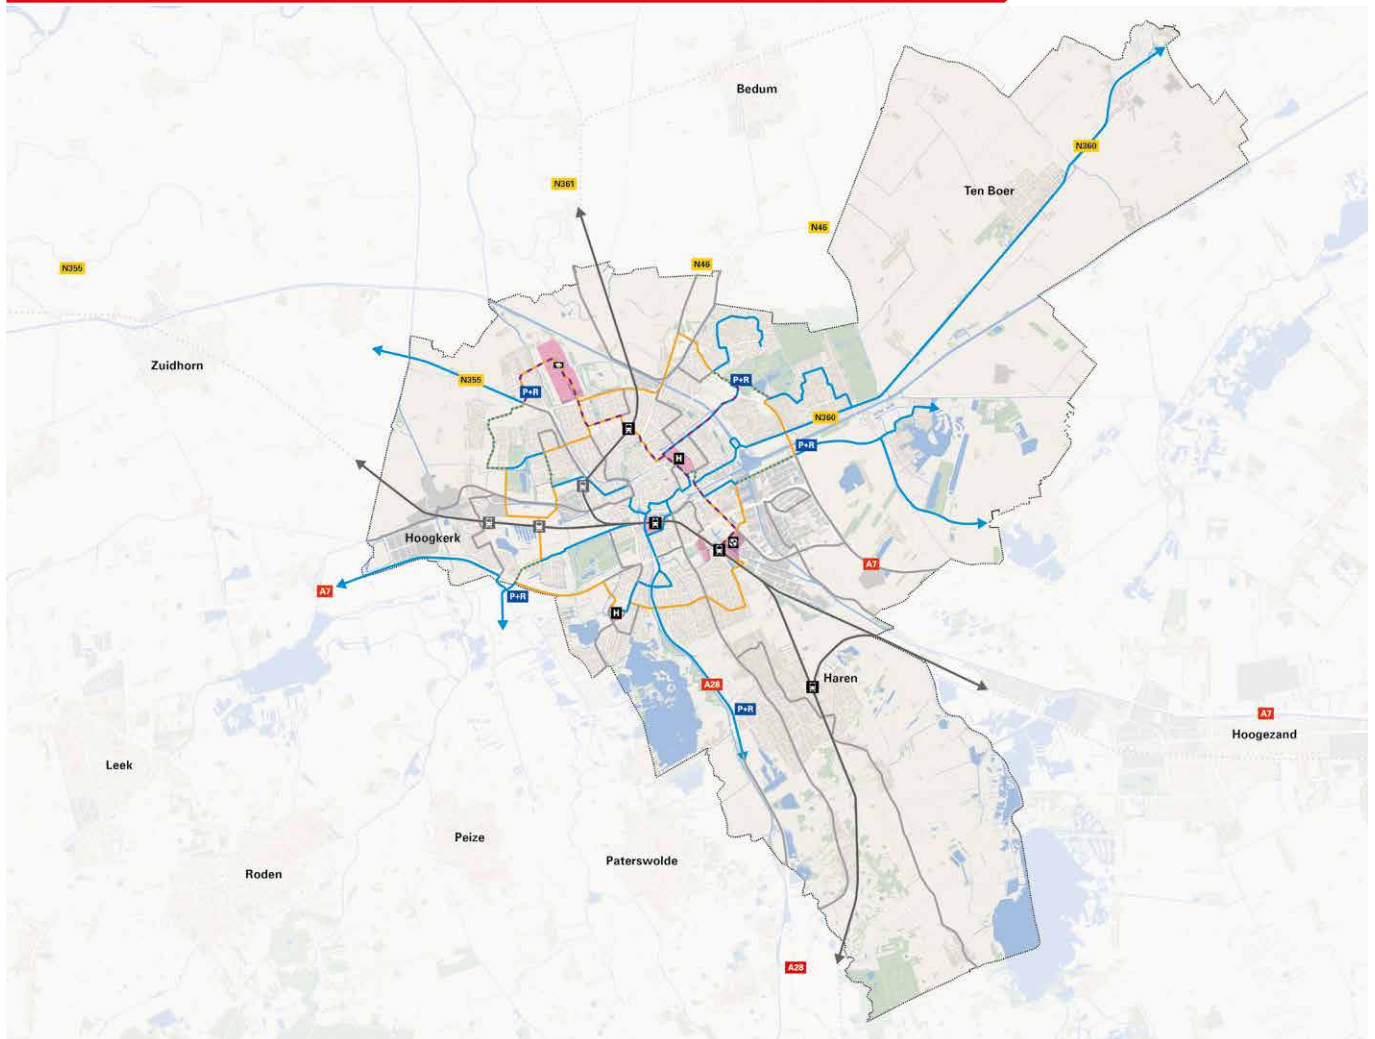 Bedum
N360
N361
Ten Boer
N46
N46
N355
Zuidhorn
N355
P+R
P+R
N360
P+R
H
Hoogkerk
A7
A7
P+R
H
Haren
A28
P+R
A7
Hoogezand
Leek
Peize
Paterswolde
Roden
A28